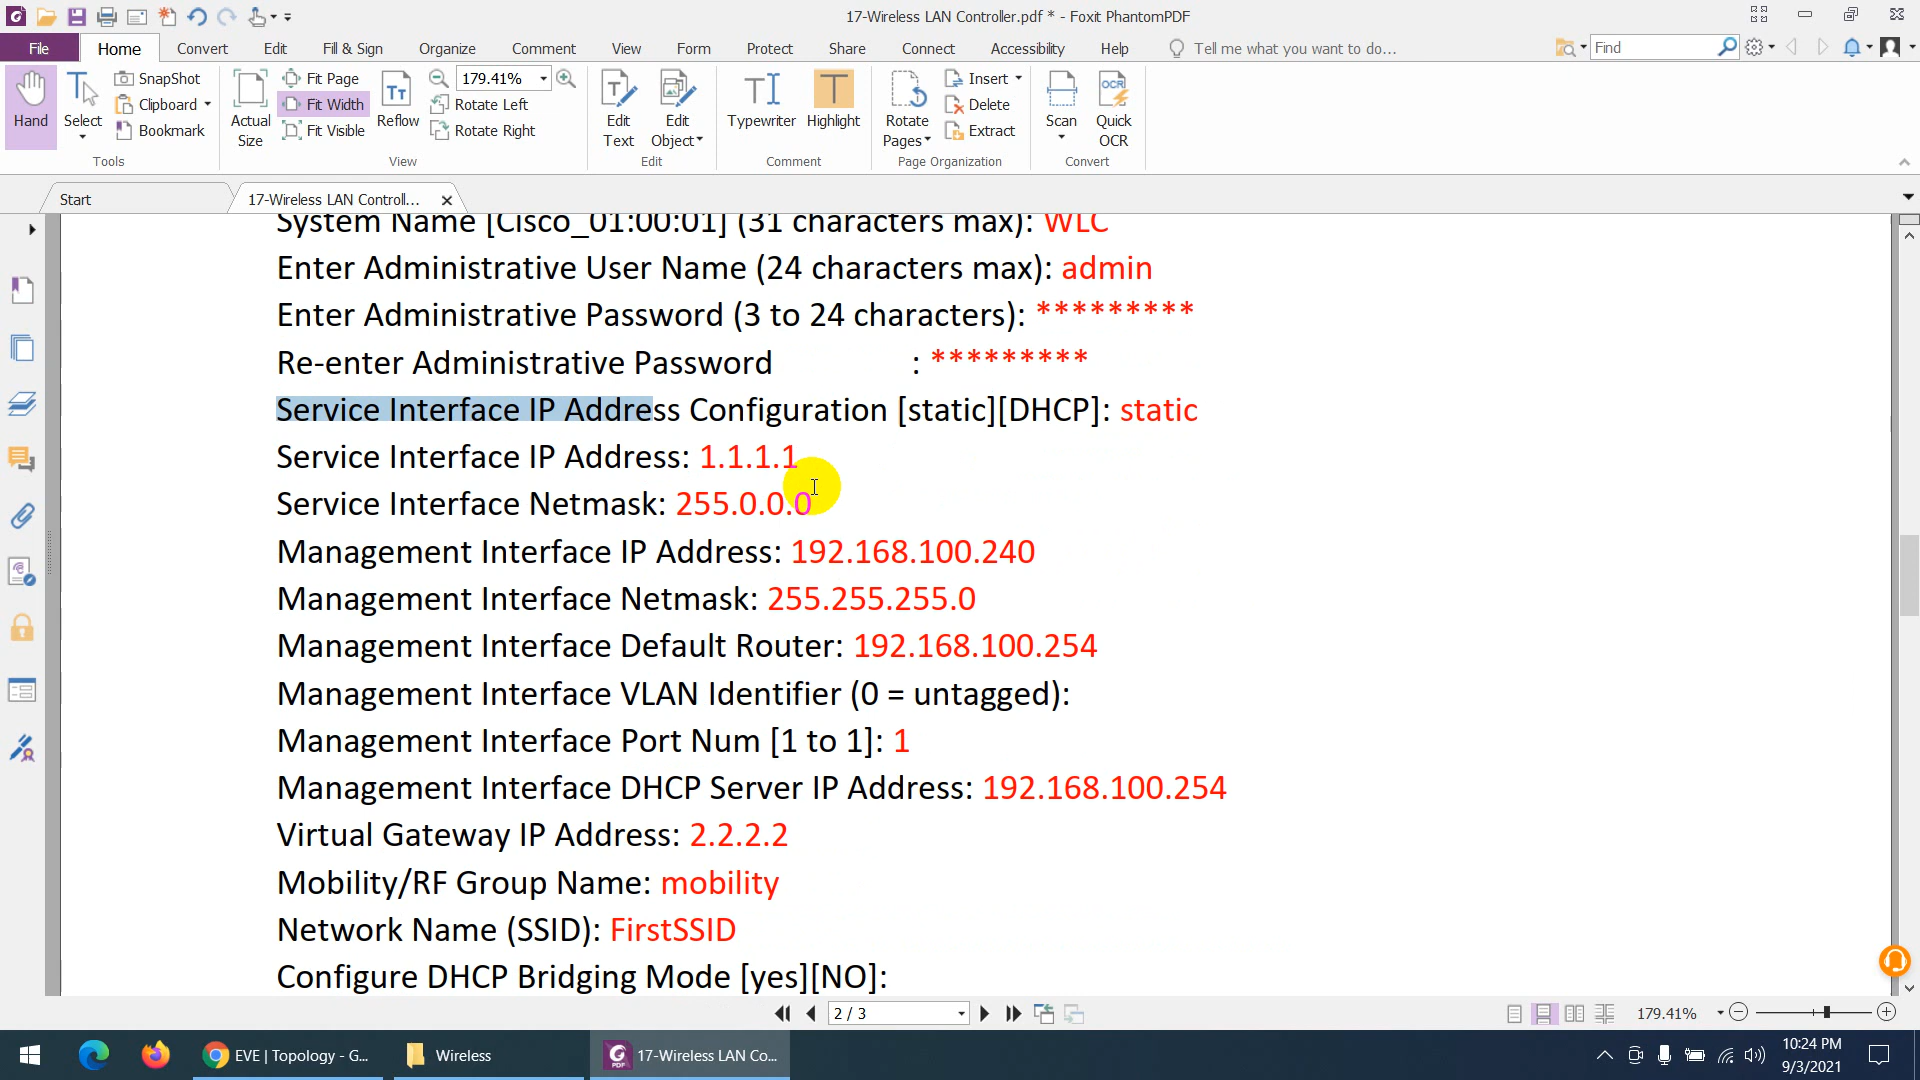 17-Wireless LAN Controller.pdf * - Foxit PhantomPDF
File Home Convert Edit Fill & Sign Organize Comment View Form Protect Share Connect Accessibility Help Tell me what you want to do... Find
SnapShot Fit Page 179.41% Insert
Clipboard Fit Width Rotate Left Delete
Bookmark Fit Visible Rotate Right Extract
Hand Select Actual Size Reflow Edit Text Edit Object Typewriter Highlight Rotate Pages Scan Quick OCR
Tools View Edit Comment Page Organization Convert
Start 17-Wireless LAN Controll...
System Name [Cisco_01:00:01] (31 characters max): WLC
Enter Administrative User Name (24 characters max): admin
Enter Administrative Password (3 to 24 characters): *********
Re-enter Administrative Password : *********
Service Interface IP Address Configuration [static][DHCP]: static
Service Interface IP Address: 1.1.1.1
Service Interface Netmask: 255.0.0.0
Management Interface IP Address: 192.168.100.240
Management Interface Netmask: 255.255.255.0
Management Interface Default Router: 192.168.100.254
Management Interface VLAN Identifier (0 = untagged):
Management Interface Port Num [1 to 1]: 1
Management Interface DHCP Server IP Address: 192.168.100.254
Virtual Gateway IP Address: 2.2.2.2
Mobility/RF Group Name: mobility
Network Name (SSID): FirstSSID
Configure DHCP Bridging Mode [yes][NO]:
2 / 3 179.41%
EVE | Topology - G... Wireless 17-Wireless LAN Co... 10:24 PM
9/3/2021